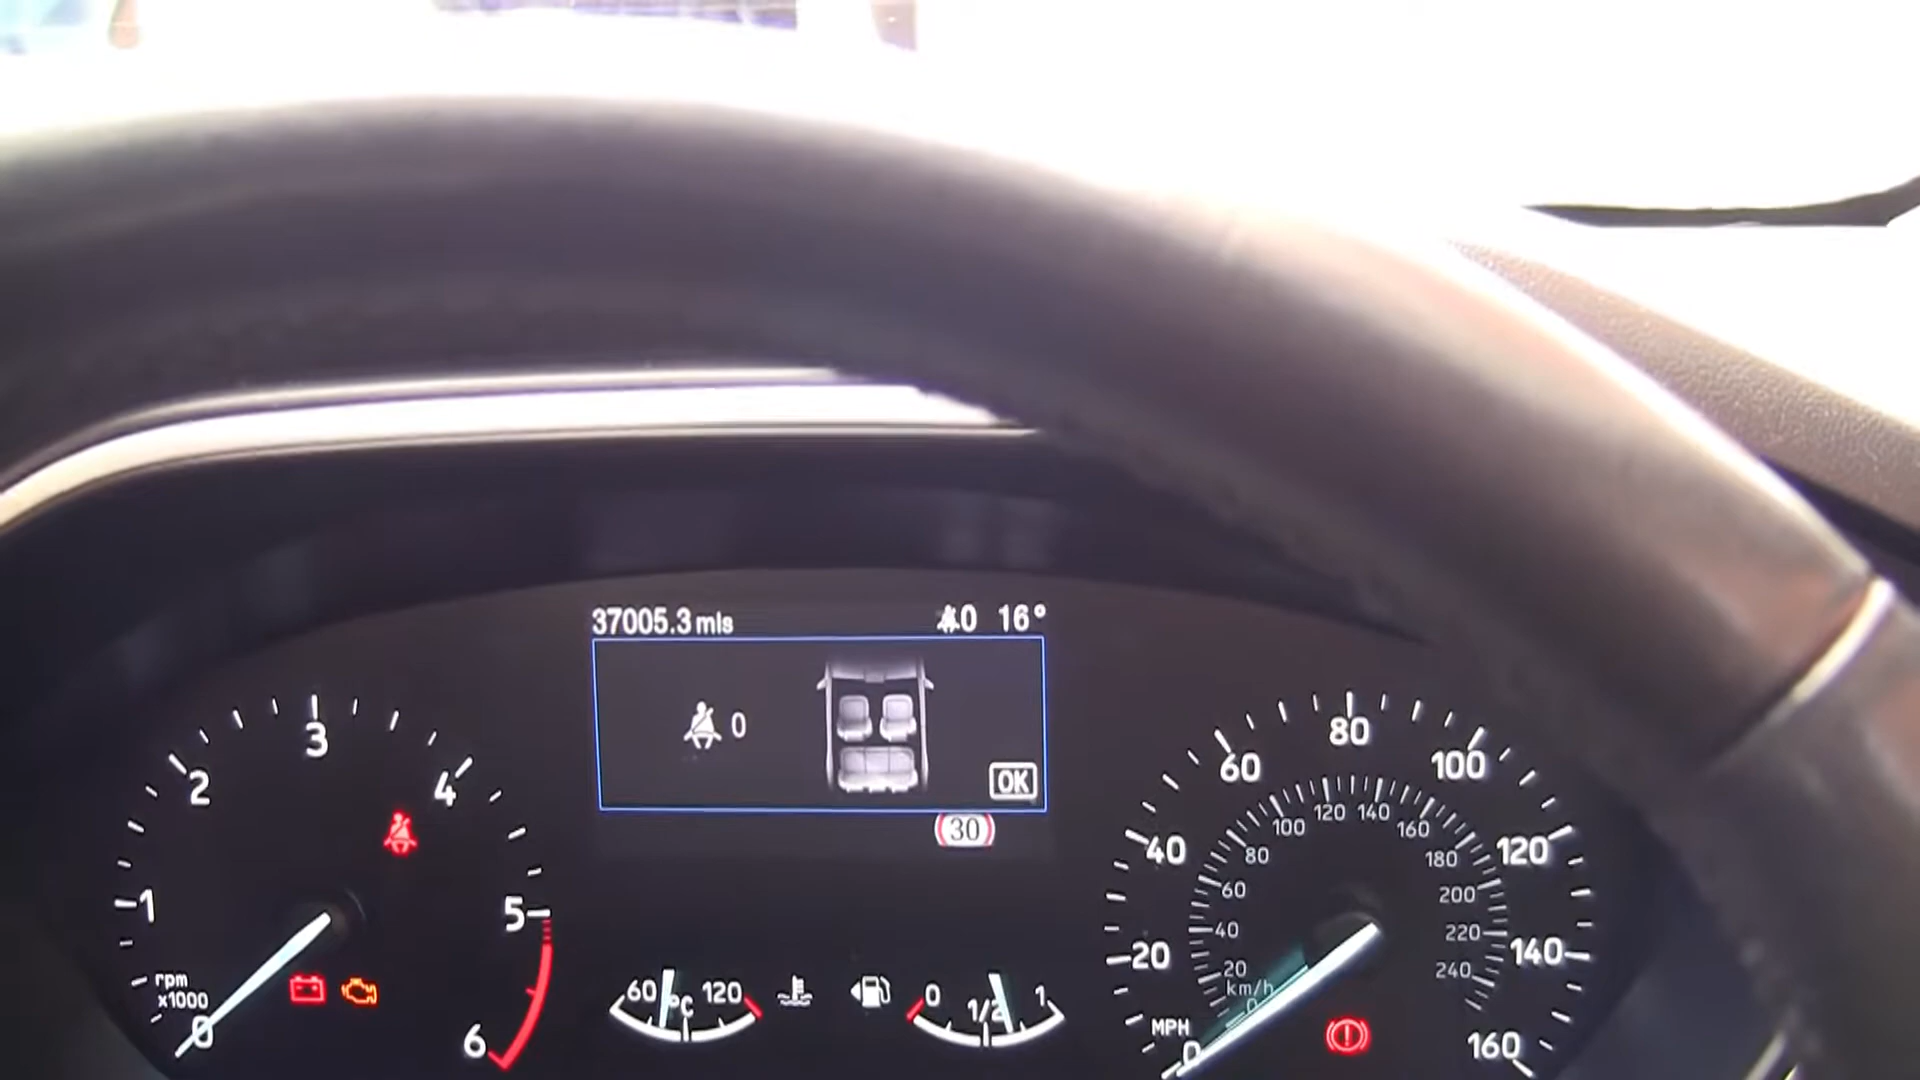 37005.3 mls 0 16°
0
OK
30
0 1 2 3 4 5 6
rpm
x1000
60 °C 120
0 1/2 1
0 20 40 60 80 100 120 140 160
MPH
0 20 40 60 80 100 120 140 160 180 200 220 240
km/h